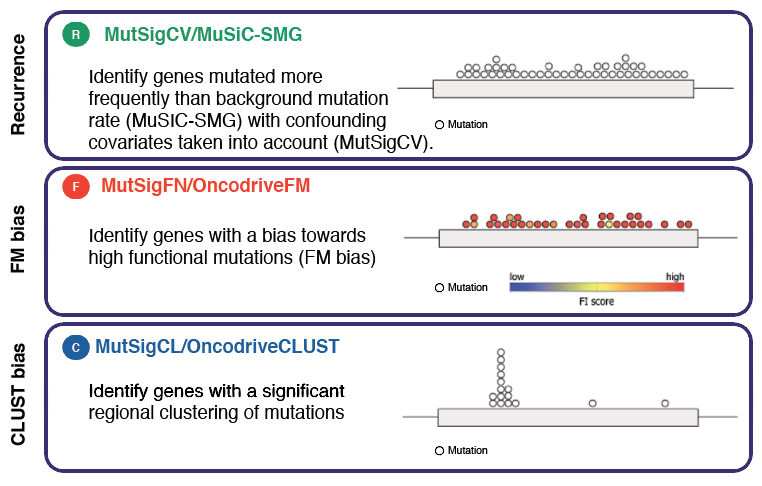 Recurrence
R MutSigCV/MuSiC-SMG
Identify genes mutated more
frequently than background mutation
rate (MuSIC-SMG) with confounding
covariates taken into account (MutSigCV).
Mutation
FM bias
F MutSigFN/OncodriveFM
Identify genes with a bias towards
high functional mutations (FM bias)
Mutation
low high
FI score
CLUST bias
C MutSigCL/OncodriveCLUST
Identify genes with a significant
regional clustering of mutations
Mutation